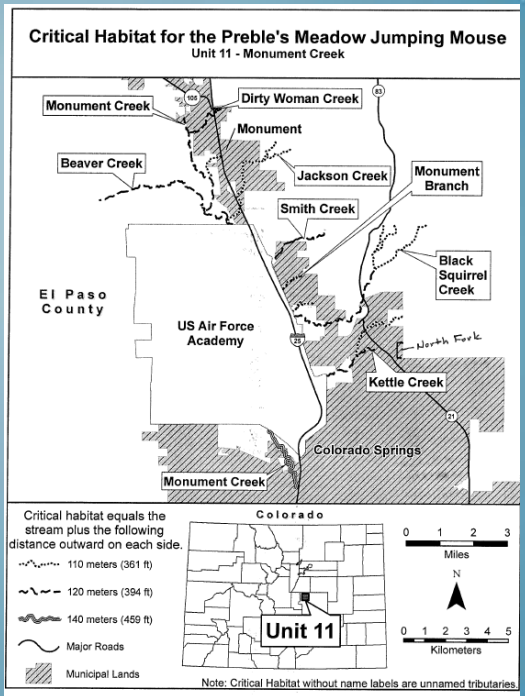 Critical Habitat for the Preble's Meadow Jumping Mouse
Unit 11 - Monument Creek
105
83
Monument Creek
Dirty Woman Creek
Monument
Beaver Creek
Jackson Creek
Monument
Branch
Smith Creek
Black
Squirrel
Creek
El Paso
County
US Air Force
Academy
25
North Fork
Kettle Creek
21
Colorado Springs
Monument Creek
Critical habitat equals the
stream plus the following
distance outward on each side.
110 meters (361 ft)
120 meters (394 ft)
140 meters (459 ft)
Major Roads
Municipal Lands
Colorado
Unit 11
0 1 2 3
Miles
N
0 1 2 3 4 5
Kilometers
Note: Critical Habitat without name labels are unnamed tributaries.